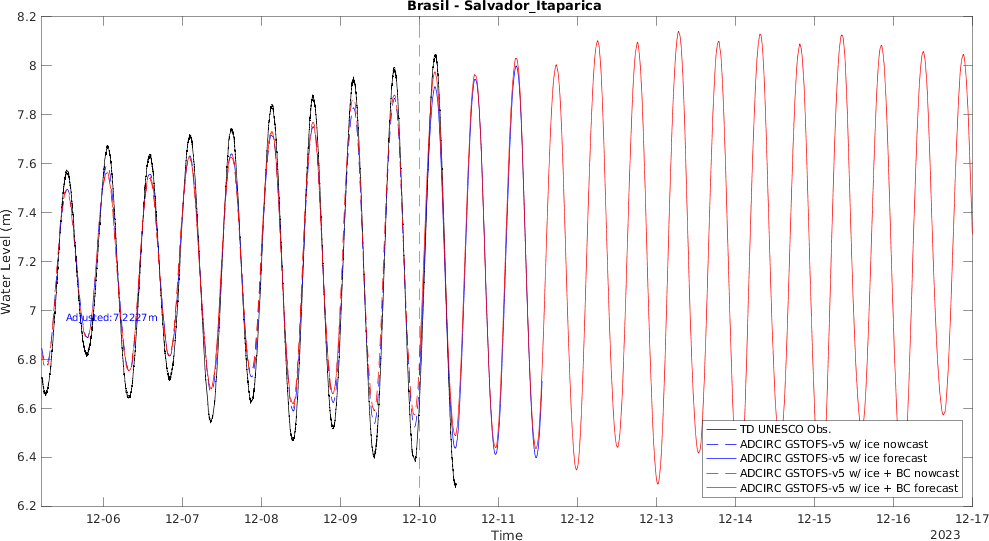 Brasil - Salvador_Itaparica
8.2
8
7.8
7.6
7.4
7.2
7
6.8
6.6
6.4
6.2
Water Level (m)
Adjusted:7.2227m
TD UNESCO Obs.
ADCIRC GSTOFS-v5 w/ ice nowcast
ADCIRC GSTOFS-v5 w/ ice forecast
ADCIRC GSTOFS-v5 w/ ice + BC nowcast
ADCIRC GSTOFS-v5 w/ ice + BC forecast
12-06 12-07 12-08 12-09 12-10 12-11 12-12 12-13 12-14 12-15 12-16 12-17
Time
2023